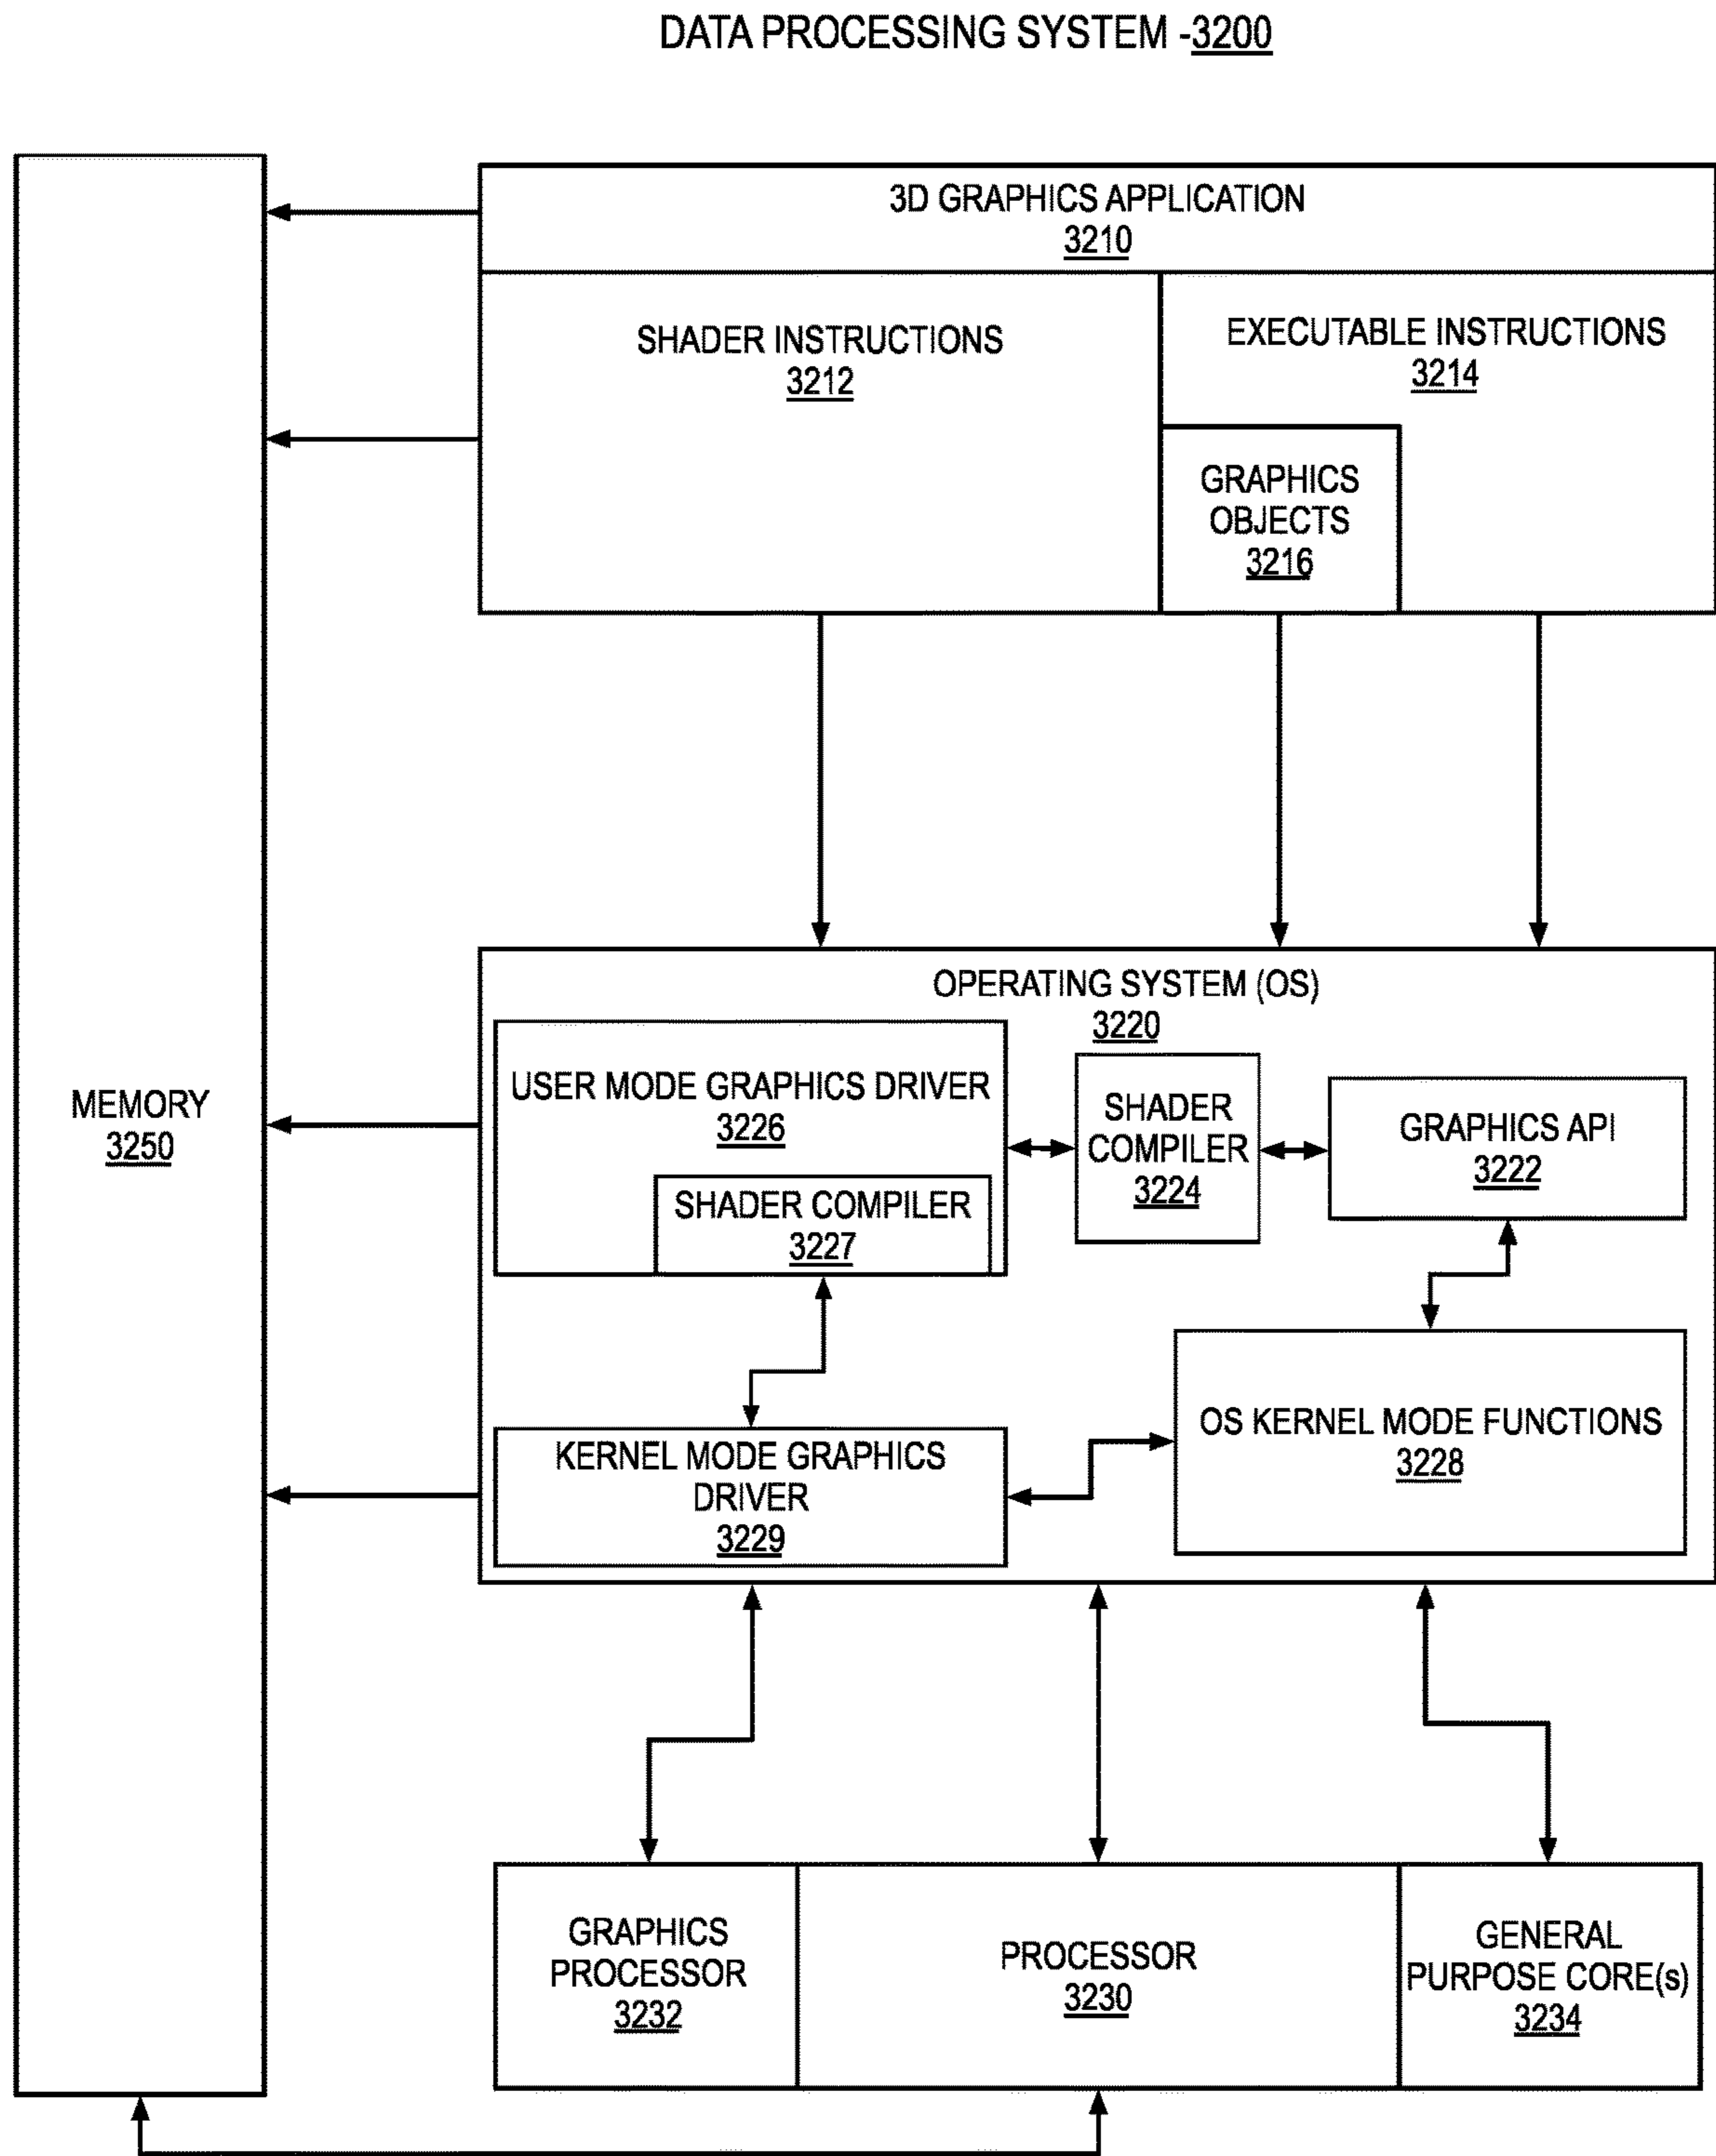 DATA PROCESSING SYSTEM -3200
3D GRAPHICS APPLICATION
3210
SHADER INSTRUCTIONS
3212
EXECUTABLE INSTRUCTIONS
3214
GRAPHICS
OBJECTS
3216
MEMORY
3250
OPERATING SYSTEM (OS)
3220
USER MODE GRAPHICS DRIVER
3226
SHADER COMPILER
3227
SHADER
COMPILER
3224
GRAPHICS API
3222
KERNEL MODE GRAPHICS
DRIVER
3229
OS KERNEL MODE FUNCTIONS
3228
GRAPHICS
PROCESSOR
3232
PROCESSOR
3230
GENERAL
PURPOSE CORE(s)
3234